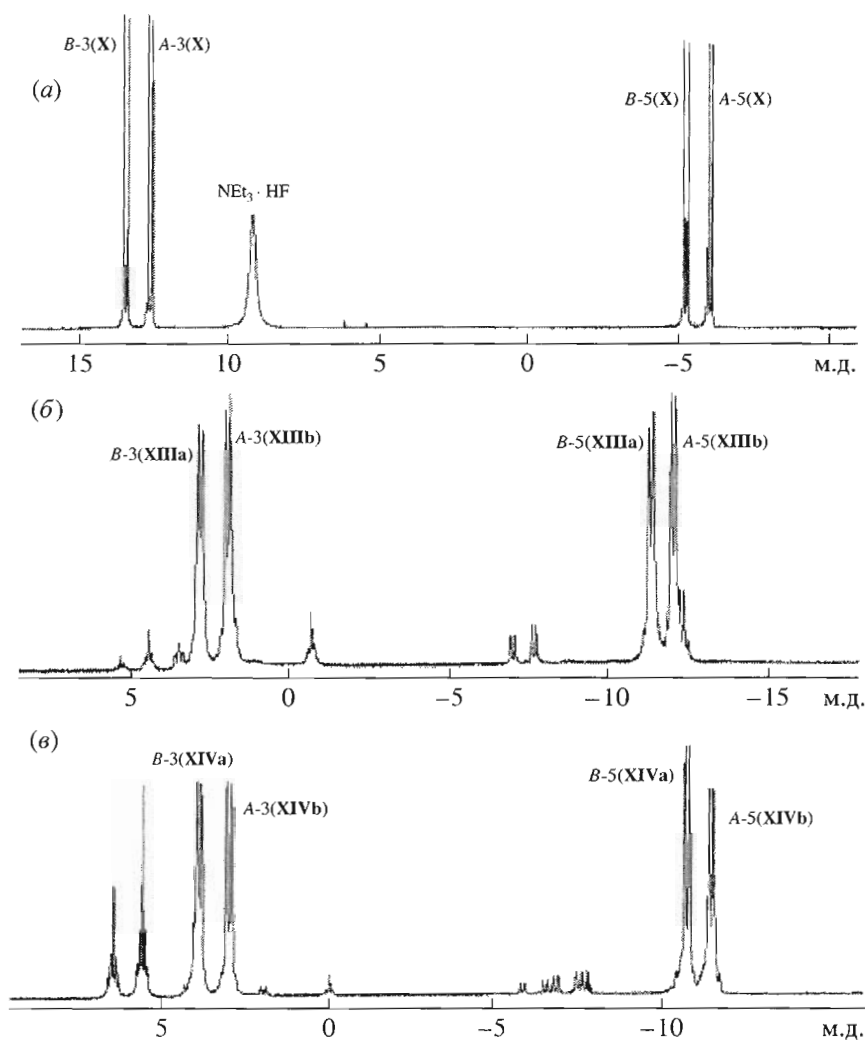 (а)
B-3(X) A-3(X)
B-5(X) A-5(X)
NEt₃ · HF
15 10 5 0 −5 м.д.
(б)
B-3(XIIIa) A-3(XIIIb)
B-5(XIIIa) A-5(XIIIb)
5 0 −5 −10 −15 м.д.
(в)
B-3(XIVa)
A-3(XIVb)
B-5(XIVa)
A-5(XIVb)
5 0 −5 −10 м.д.